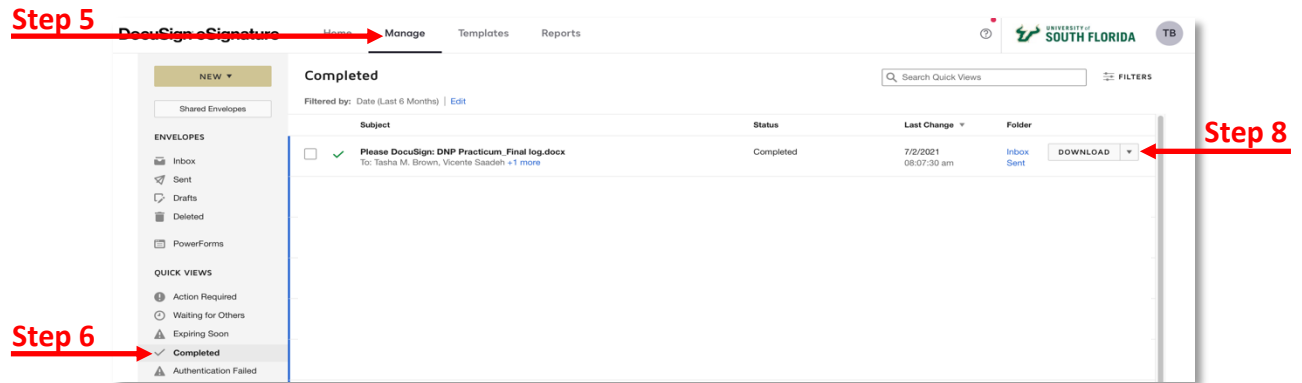 Step 5
DocuSign eSignature Home Manage Templates Reports
UNIVERSITY of
SOUTH FLORIDA
TB
NEW
Completed
Search Quick Views
FILTERS
Shared Envelopes
Filtered by: Date (Last 6 Months) | Edit
Subject Status Last Change Folder
Step 8
ENVELOPES
Inbox
Please DocuSign: DNP Practicum_Final log.docx Completed 7/2/2021 Inbox DOWNLOAD
To: Tasha M. Brown, Vicente Saadeh +1 more 08:07:30 am Sent
Sent
Drafts
Deleted
PowerForms
QUICK VIEWS
Action Required
Waiting for Others
Expiring Soon
Step 6
Completed
Authentication Failed